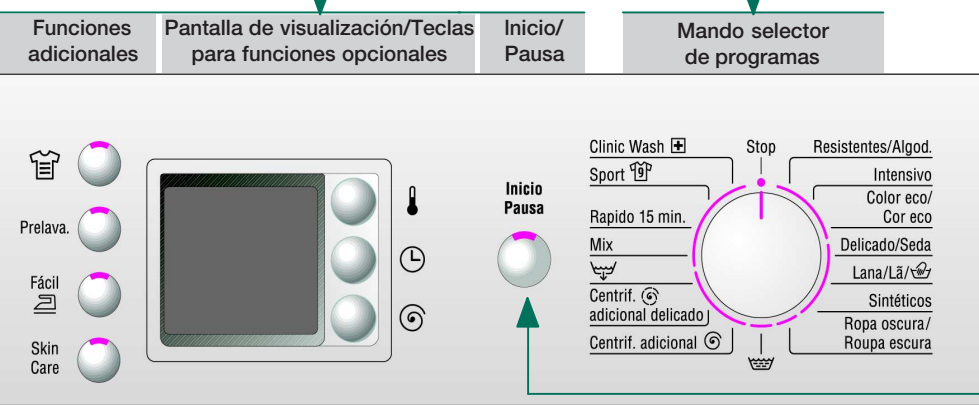 Funciones
adicionales
Pantalla de visualización/Teclas
para funciones opcionales
Inicio/
Pausa
Mando selector
de programas
Prelava.
Fácil
Skin
Care
Inicio
Pausa
Clinic Wash
Sport 9
Rapido 15 min.
Mix
Centrif.
adicional delicado
Centrif. adicional
Stop
Resistentes/Algod.
Intensivo
Color eco/
Cor eco
Delicado/Seda
Lana/Lã/
Sintéticos
Ropa oscura/
Roupa escura